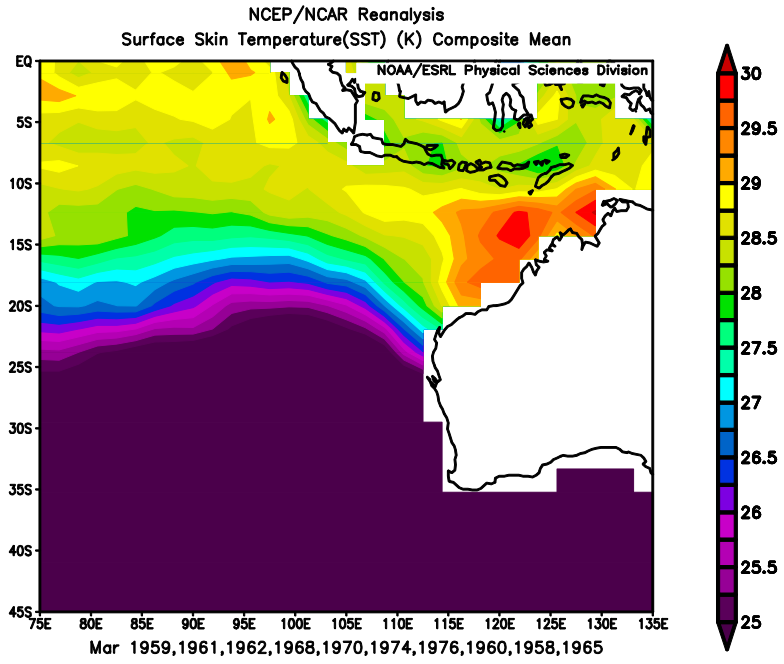 NCEP/NCAR Reanalysis
Surface Skin Temperature(SST) (K) Composite Mean
NOAA/ESRL Physical Sciences Division
EQ
5S
10S
15S
20S
25S
30S
35S
40S
45S
75E 80E 85E 90E 95E 100E 105E 110E 115E 120E 125E 130E 135E
Mar 1959,1961,1962,1968,1970,1974,1976,1960,1958,1965
30
29.5
29
28.5
28
27.5
27
26.5
26
25.5
25